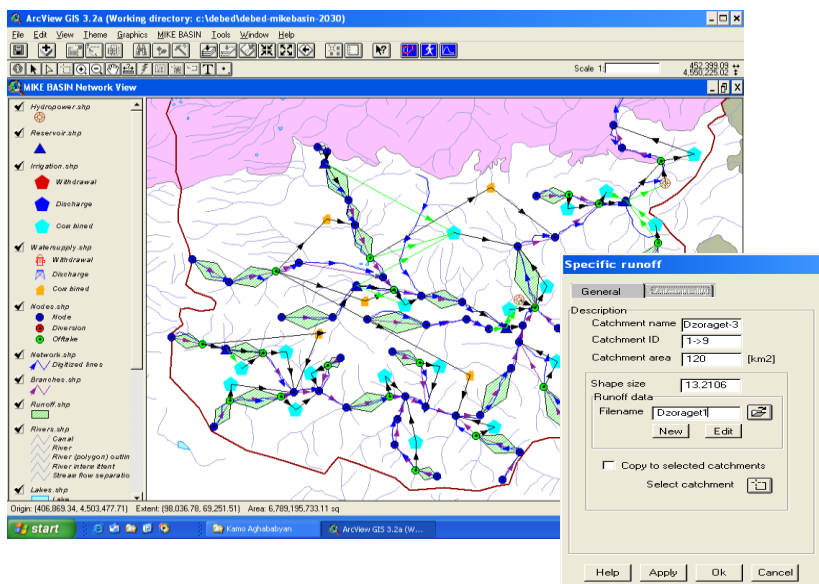 ArcView GIS 3.2a (Working directory: c:\debed\debed-mikebasin-2030)
File Edit View Theme Graphics MIKE BASIN Tools Window Help
Scale 1:
452,399.09
4,550,225.02
MIKE BASIN Network View
Hydropower.shp
Reservoir.shp
Irrigation.shp
Withdrawal
Discharge
Combined
Watersupply.shp
Withdrawal
Discharge
Combined
Nodes.shp
Node
Diversion
Offtake
Network.shp
Digitized lines
Branches.shp
Runoff.shp
Rivers.shp
Canal
River
River (polygon) outlin
River intermittent
Stream flow separatio
Lakes.shp
Lake
Origin: (406,869.34, 4,503,477.71) Extent: (98,036.78, 69,251.51) Area: 6,789,195,733.11 sq
start
Kamo Aghababyan
ArcView GIS 3.2a (W...
Specific runoff
General
Description
Catchment name Dzoraget-3
Catchment ID 1->9
Catchment area 120 [km2]
Shape size 13.2106
Runoff data
Filename Dzoraget1
New Edit
Copy to selected catchments
Select catchment
Help Apply Ok Cancel